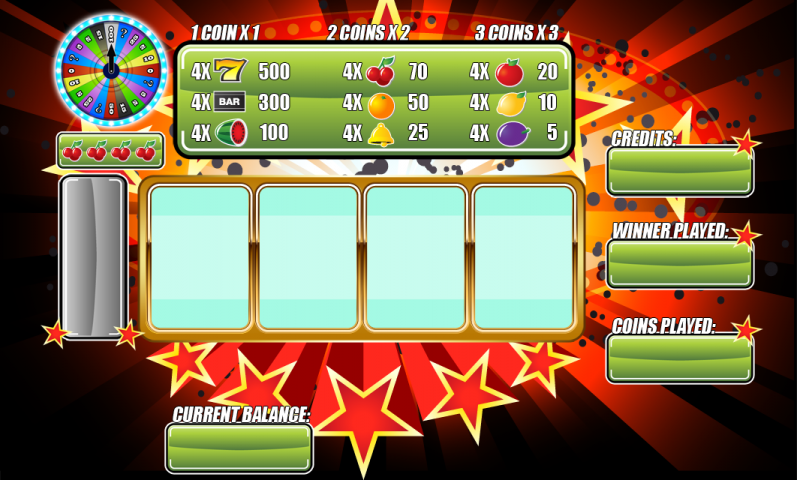 1 COIN X 1 2 COINS X 2 3 COINS X 3
4X 7 500 4X 70 4X 20
4X BAR 300 4X 50 4X 10
4X 100 4X 25 4X 5
CREDITS:
WINNER PLAYED:
COINS PLAYED:
CURRENT BALANCE: